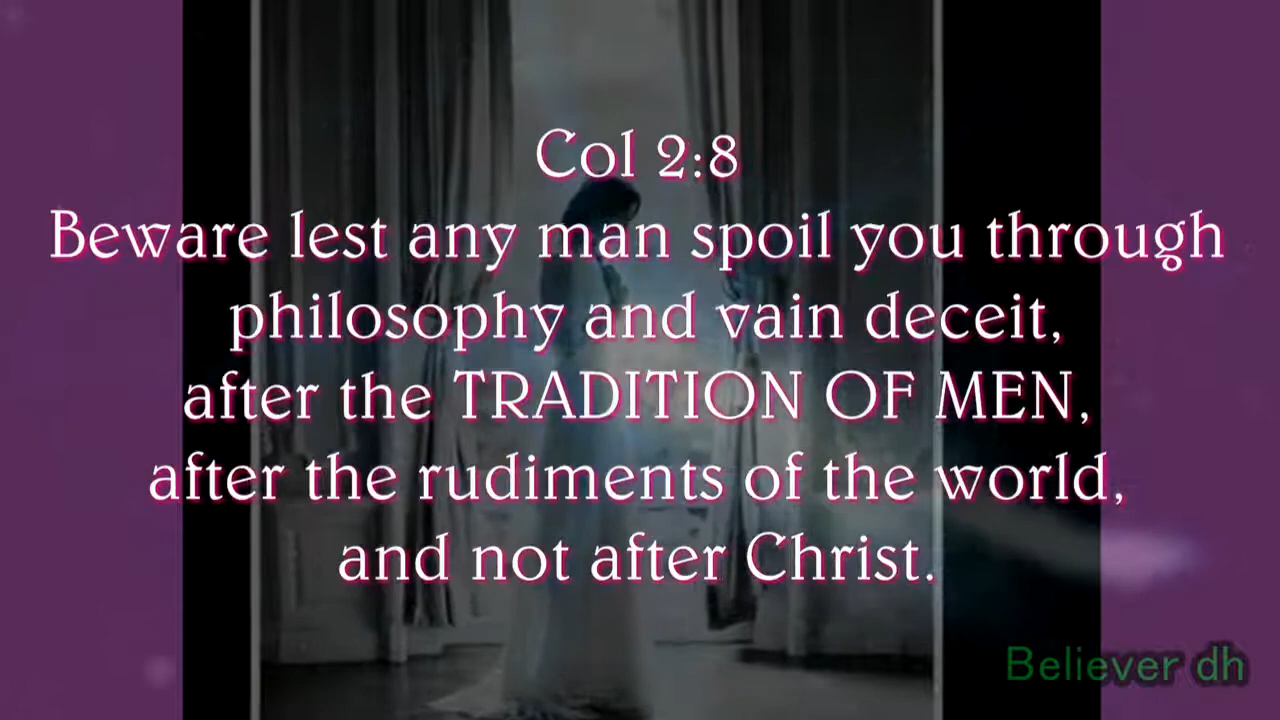 Col 2:8
Beware lest any man spoil you through
philosophy and vain deceit,
after the TRADITION OF MEN,
after the rudiments of the world,
and not after Christ.
Believer dh